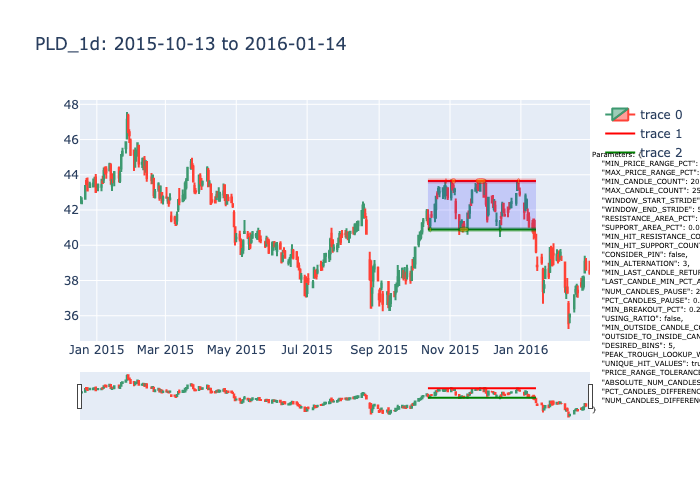 PLD_1d: 2015-10-13 to 2016-01-14
48
46
44
42
40
38
36
Jan 2015 Mar 2015 May 2015 Jul 2015 Sep 2015 Nov 2015 Jan 2016
trace 0
trace 1
trace 2
Parameters: {
"MIN_PRICE_RANGE_PCT":
"MAX_PRICE_RANGE_PCT":
"MIN_CANDLE_COUNT": 20
"MAX_CANDLE_COUNT": 25
"WINDOW_START_STRIDE"
"WINDOW_END_STRIDE": 5
"RESISTANCE_AREA_PCT":
"SUPPORT_AREA_PCT": 0.0
"MIN_HIT_RESISTANCE_CO
"MIN_HIT_SUPPORT_COUNT
"CONSIDER_PIN": false,
"MIN_ALTERNATION": 3,
"MIN_LAST_CANDLE_RETUR
"LAST_CANDLE_MIN_PCT_A
"NUM_CANDLES_PAUSE": 2
"PCT_CANDLES_PAUSE": 0.
"MIN_BREAKOUT_PCT": 0.2
"USING_RATIO": false,
"MIN_OUTSIDE_CANDLE_CO
"OUTSIDE_TO_INSIDE_CAN
"DESIRED_BINS": 5,
"PEAK_TROUGH_LOOKUP_W
"UNIQUE_HIT_VALUES": tru
"PRICE_RANGE_TOLERANCE
"ABSOLUTE_NUM_CANDLES
"PCT_CANDLES_DIFFERENC
"NUM_CANDLES_DIFFEREN
}